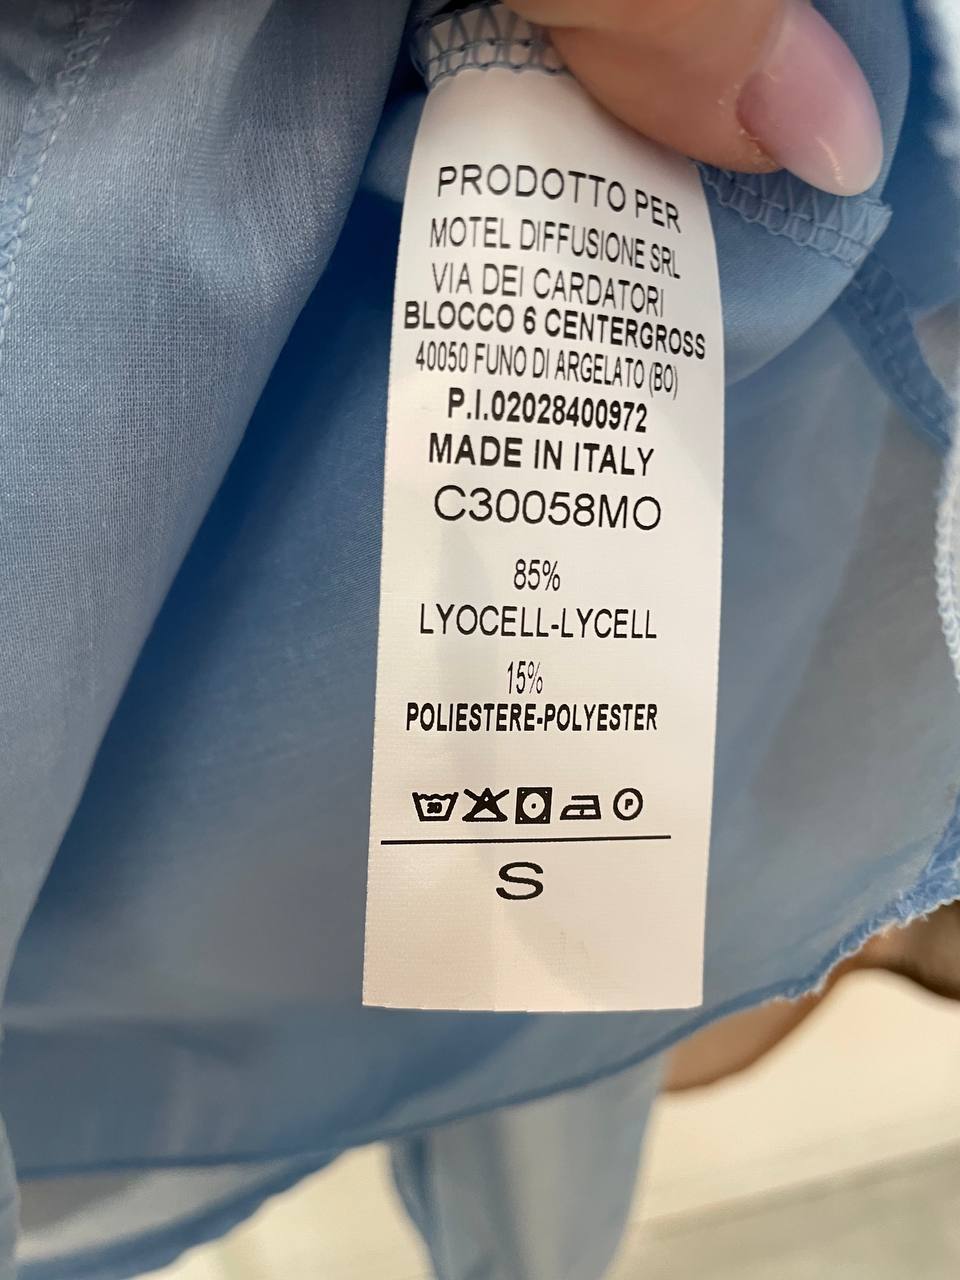 PRODOTTO PER
MOTEL DIFFUSIONE SRL
VIA DEI CARDATORI
BLOCCO 6 CENTERGROSS
40050 FUNO DI ARGELATO (BO)
P.I.02028400972
MADE IN ITALY
C30058MO
85%
LYOCELL-LYCELL
15%
POLIESTERE-POLYESTER
30 P
S